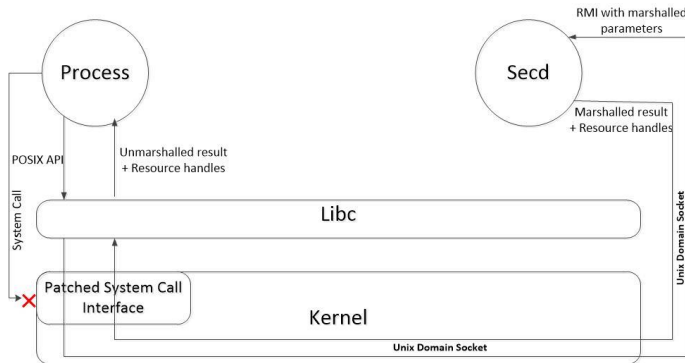 RMI with marshalled
parameters
Process
Secd
Marshalled result
+ Resource handles
Unmarshalled result
+ Resource handles
POSIX API
System Call
Libc
Unix Domain Socket
Patched System Call
Interface
Kernel
Unix Domain Socket